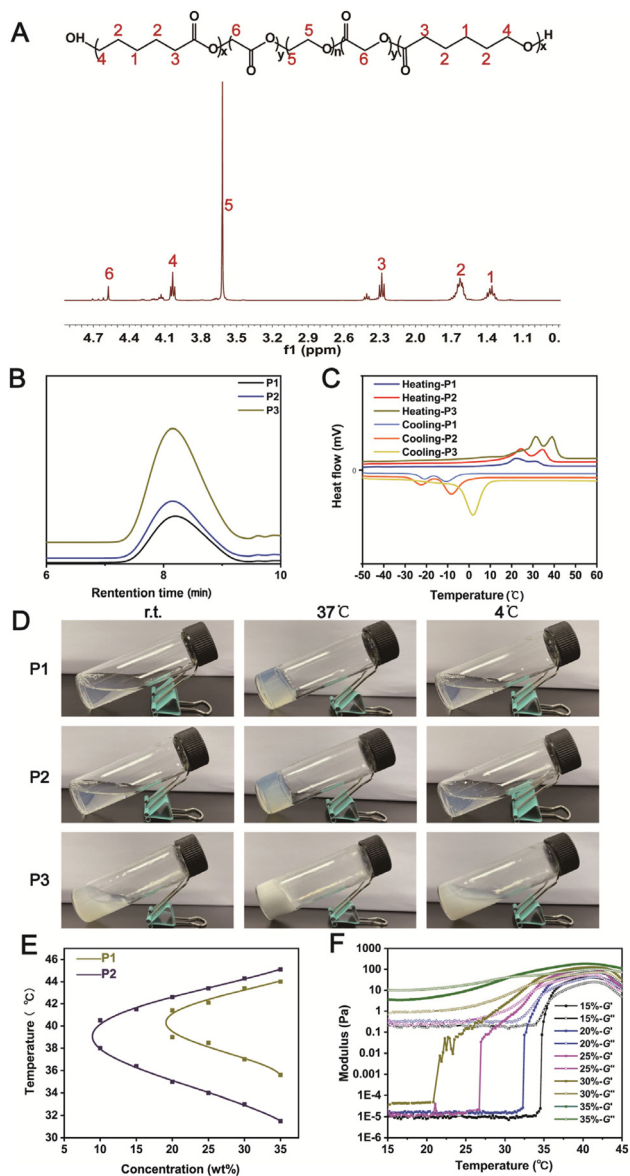 A
OH
O
O
O
O
O
O
O
O
H
2 2 6 5 5 3 1 4
4 1 3 5 6 2 2
x y n y x
5
6
4
3
2
1
4.7 4.4 4.1 3.8 3.5 3.2 2.9 2.6 2.3 2.0 1.7 1.4 1.1 0.
f1 (ppm)
B
P1
P2
P3
6 8 10
Rentention time (min)
C
Heating-P1
Heating-P2
Heating-P3
Cooling-P1
Cooling-P2
Cooling-P3
Heat flow (mV)
0
-50 -40 -30 -20 -10 0 10 20 30 40 50 60
Temperature (℃)
D
r.t. 37℃ 4℃
P1
P2
P3
E
P1
P2
Temperature (℃)
46
44
42
40
38
36
34
32
30
10 15 20 25 30 35
Concentration (wt%)
F
Modulus (Pa)
1000
100
10
1
0.1
0.01
0.001
1E-4
1E-5
1E-6
15 20 25 30 35 40 45
Temperature(℃)
15%-G'
15%-G"
20%-G'
20%-G"
25%-G'
25%-G"
30%-G'
30%-G"
35%-G'
35%-G"